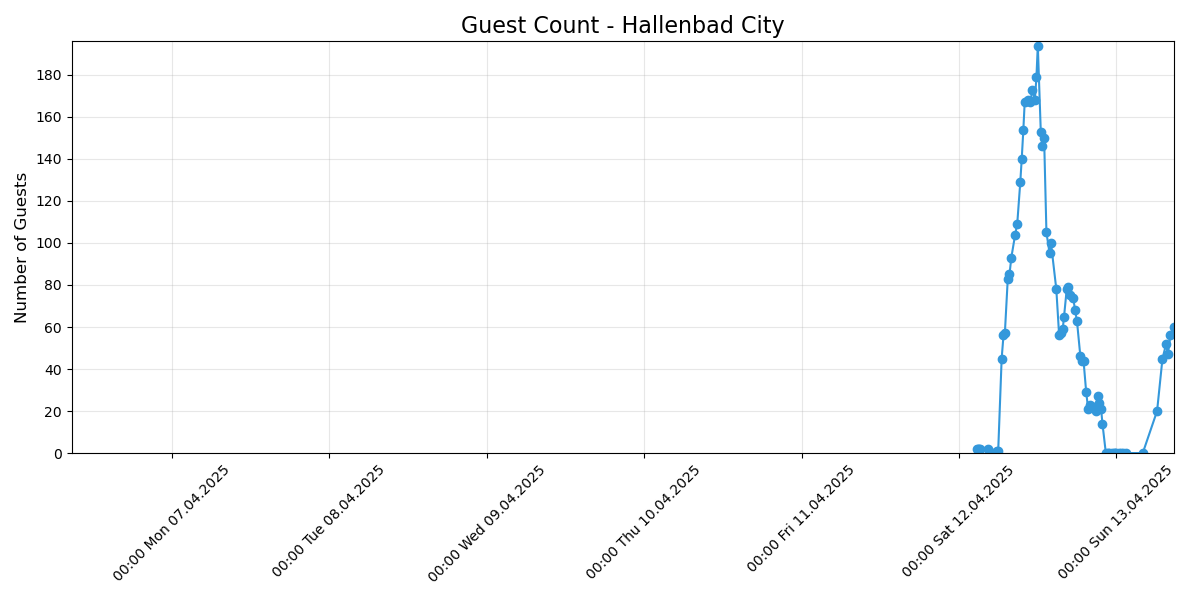 Guest Count - Hallenbad City
Number of Guests
180
160
140
120
100
80
60
40
20
0
00:00 Mon 07.04.2025
00:00 Tue 08.04.2025
00:00 Wed 09.04.2025
00:00 Thu 10.04.2025
00:00 Fri 11.04.2025
00:00 Sat 12.04.2025
00:00 Sun 13.04.2025